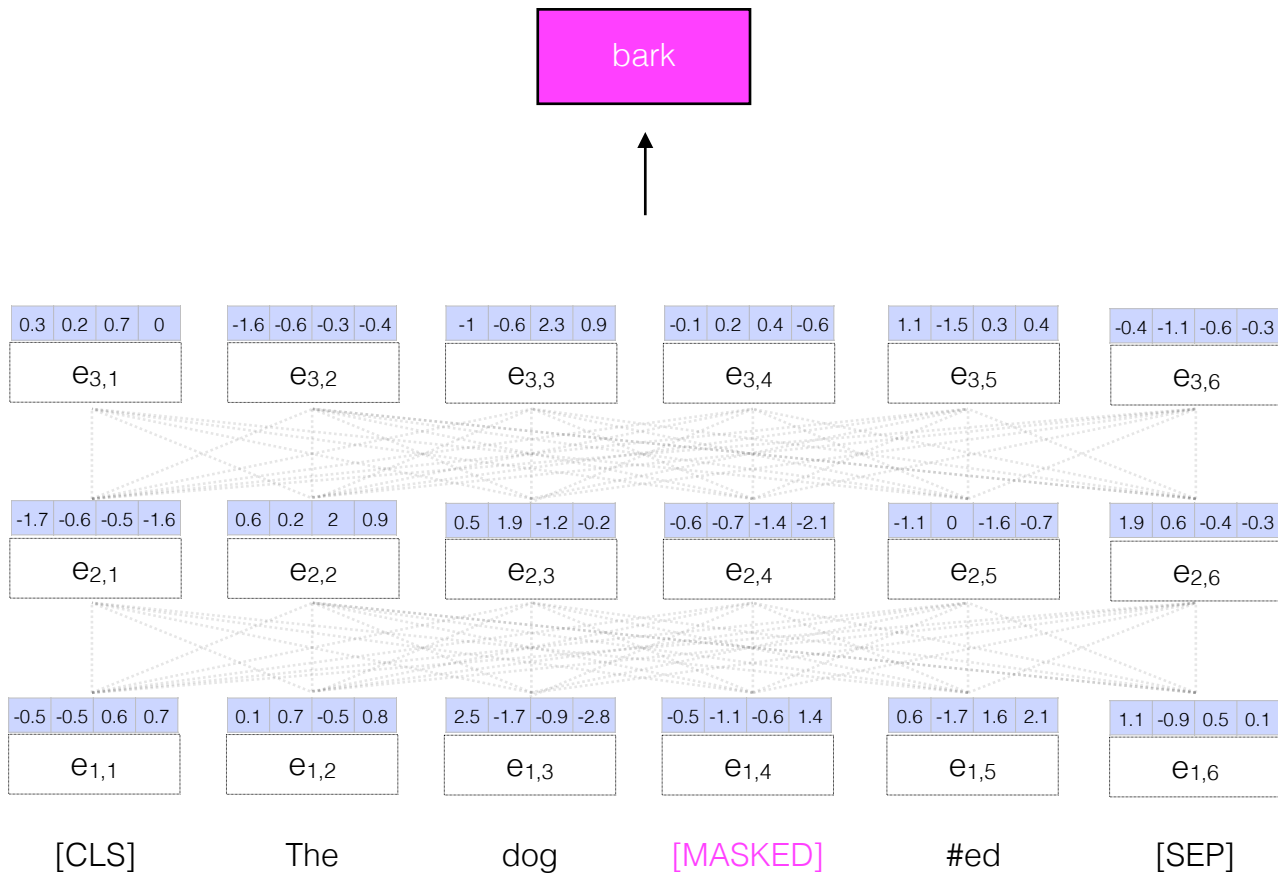 bark
0.3 0.2 0.7 0 -1.6 -0.6 -0.3 -0.4 -1 -0.6 2.3 0.9 -0.1 0.2 0.4 -0.6 1.1 -1.5 0.3 0.4 -0.4 -1.1 -0.6 -0.3
e3,1 e3,2 e3,3 e3,4 e3,5 e3,6
-1.7 -0.6 -0.5 -1.6 0.6 0.2 2 0.9 0.5 1.9 -1.2 -0.2 -0.6 -0.7 -1.4 -2.1 -1.1 0 -1.6 -0.7 1.9 0.6 -0.4 -0.3
e2,1 e2,2 e2,3 e2,4 e2,5 e2,6
-0.5 -0.5 0.6 0.7 0.1 0.7 -0.5 0.8 2.5 -1.7 -0.9 -2.8 -0.5 -1.1 -0.6 1.4 0.6 -1.7 1.6 2.1 1.1 -0.9 0.5 0.1
e1,1 e1,2 e1,3 e1,4 e1,5 e1,6
[CLS] The dog [MASKED] #ed [SEP]